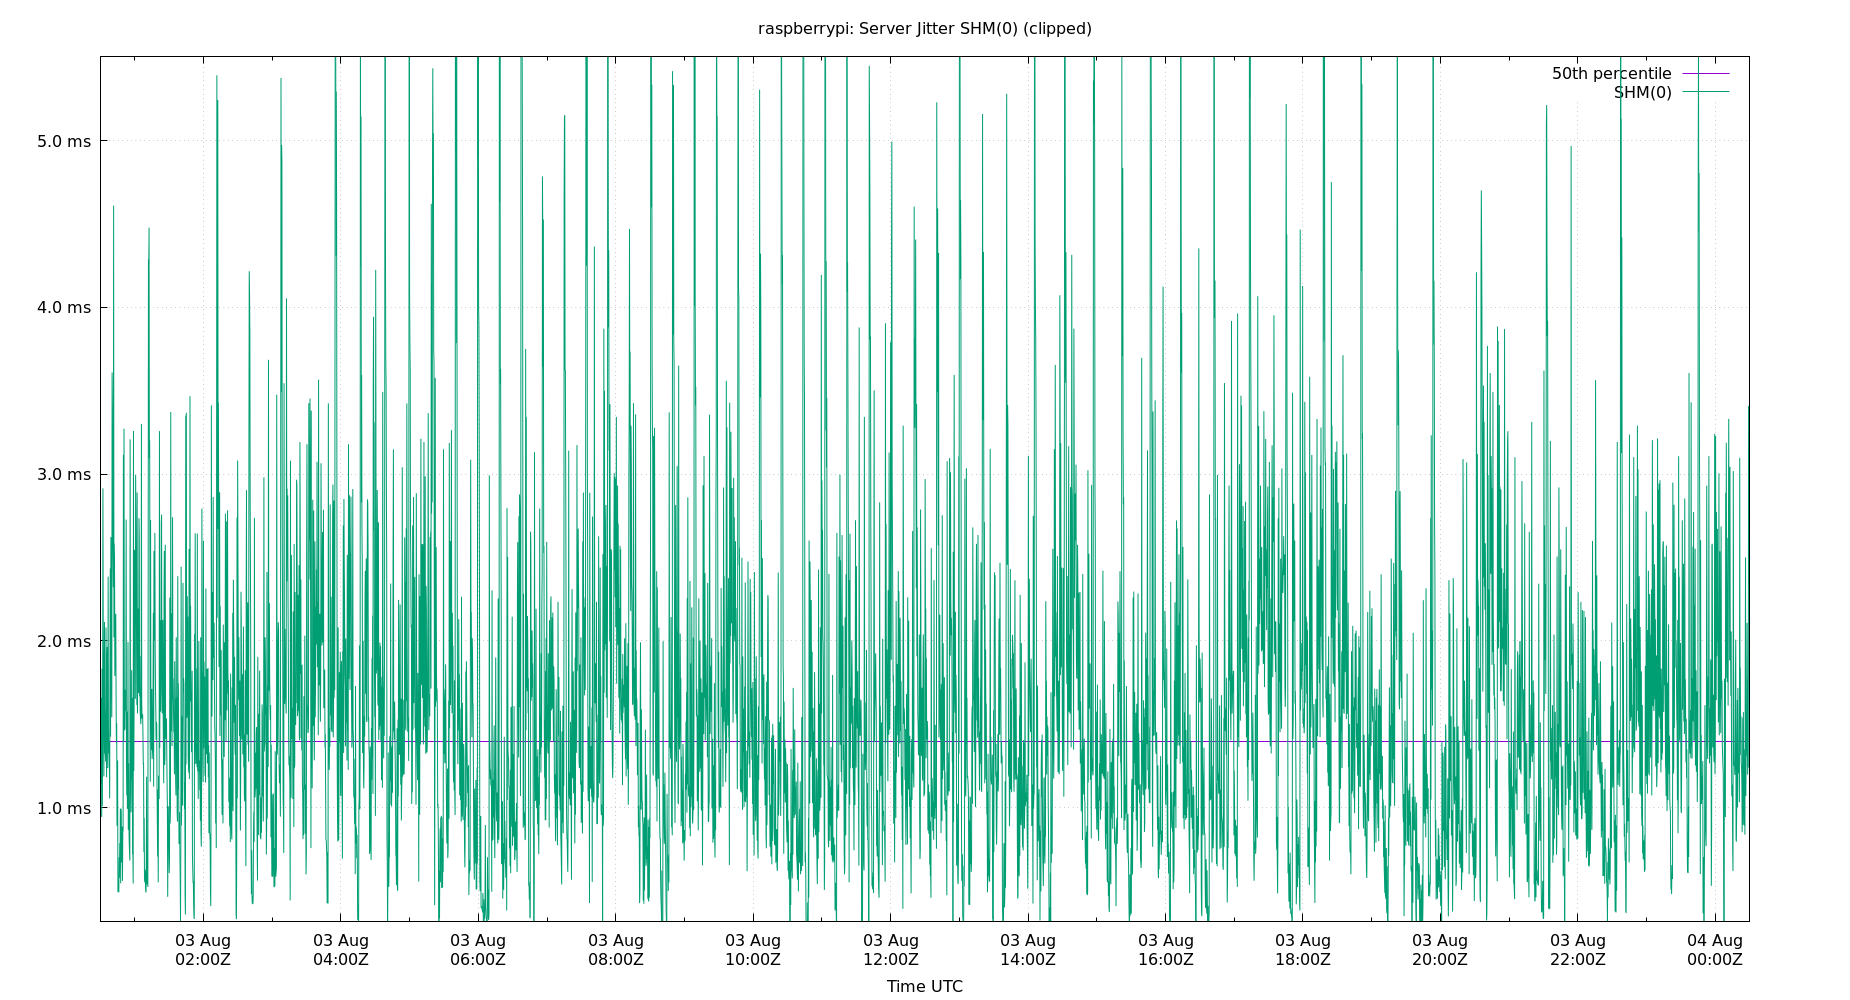 raspberrypi: Server Jitter SHM(0) (clipped)
50th percentile
SHM(0)
5.0 ms
4.0 ms
3.0 ms
2.0 ms
1.0 ms
03 Aug 03 Aug 03 Aug 03 Aug 03 Aug 03 Aug 03 Aug 03 Aug 03 Aug 03 Aug 03 Aug 04 Aug
02:00Z 04:00Z 06:00Z 08:00Z 10:00Z 12:00Z 14:00Z 16:00Z 18:00Z 20:00Z 22:00Z 00:00Z
Time UTC